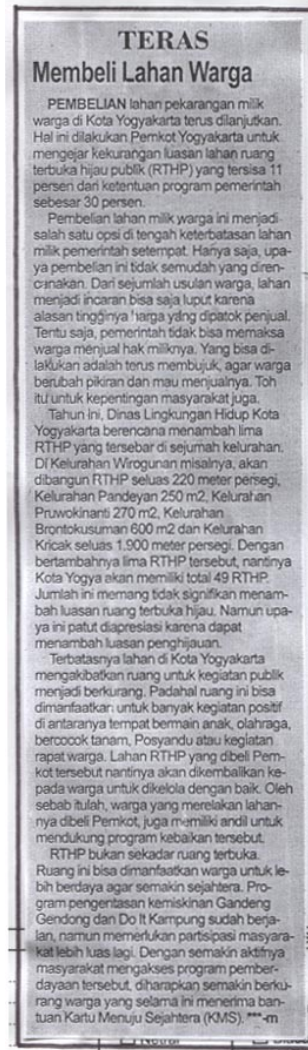 TERAS
Membeli Lahan Warga
PEMBELIAN lahan pekarangan milik
warga di Kota Yogyakarta terus dilanjutkan.
Hal ini dilakukan Pemkot Yogyakarta untuk
mengejar kekurangan luasan lahan ruang
terbuka hijau publik (RTHP) yang tersisa 11
persen dari ketentuan program pemerintah
sebesar 30 persen.
Pembelian lahan milik warga ini menjadi
salah satu opsi di tengah keterbatasan lahan
milik pemerintah setempat. Hanya saja, upa-
ya pembelian ini tidak semudah yang diren-
canakan. Dari sejumlah usulan warga, lahan
menjadi incaran bisa saja luput karena
alasan tingginya harga yang dipatok penjual.
Tentu saja, pemerintah tidak bisa memaksa
warga menjual hak miliknya. Yang bisa di-
lakukan adalah terus membujuk, agar warga
berubah pikiran dan mau menjualnya. Toh
itu untuk kepentingan masyarakat juga.
Tahun Ini, Dinas Lingkungan Hidup Kota
Yogyakarta berencana menambah lima
RTHP yang tersebar di sejumah kelurahan.
Di Kelurahan Wirogunan misalnya, akan
dibangun RTHP seluas 220 meter persegi,
Kelurahan Pandeyan 250 m2, Kelurahan
Pruwokinanti 270 m2, Kelurahan
Brontokusuman 600 m2 dan Kelurahan
Kricak seluas 1.900 meter persegi. Dengan
bertambahnya lima RTHP tersebut, nantinya
Kota Yogya akan memiliki total 49 RTHP.
Jumlah ini memang tidak signifikan menam-
bah luasan ruang terbuka hijau. Namun upa-
ya ini patut diapresiasi karena dapat
menambah luasan penghijauan.
Terbatasnya lahan di Kota Yogyakarta
mengakibatkan ruang untuk kegiatan publik
menjadi berkurang. Padahal ruang ini bisa
dimanfaatkan untuk banyak kegiatan positif
di antaranya tempat bermain anak, olahraga,
bercocok tanam, Posyandu atau kegiatan
rapat warga. Lahan RTHP yang dibeli Pem-
kot tersebut nantinya akan dikembalikan ke-
pada warga untuk dikelola dengan baik. Oleh
sebab itulah, warga yang merelakan lahan-
nya dibeli Pemkot, juga memiliki andil untuk
mendukung program kebaikan tersebut.
RTHP bukan sekadar ruang terbuka.
Ruang ini bisa dimanfaatkan warga untuk le-
bih berdaya agar semakin sejahtera. Pro-
gram pengentasan kemiskinan Gandeng
Gendong dan Do It Kampung sudah berja-
lan, namun memerlukan partisipasi masyara-
kat lebih luas lagi. Dengan semakin aktifnya
masyarakat mengakses program pember-
dayaan tersebut, diharapkan semakin berku-
rang warga yang selama ini menerima ban-
tuan Kartu Menuju Sejahtera (KMS). ***-m